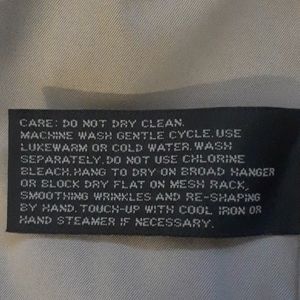 CARE: DO NOT DRY CLEAN.
MACHINE WASH GENTLE CYCLE. USE
LUKEWARM OR COLD WATER. WASH
SEPARATELY. DO NOT USE CHLORINE
BLEACH. HANG TO DRY ON BROAD HANGER
OR BLOCK DRY FLAT ON MESH RACK,
SMOOTHING WRINKLES AND RE-SHAPING
BY HAND. TOUCH-UP WITH COOL IRON OR
HAND STEAMER IF NECESSARY.